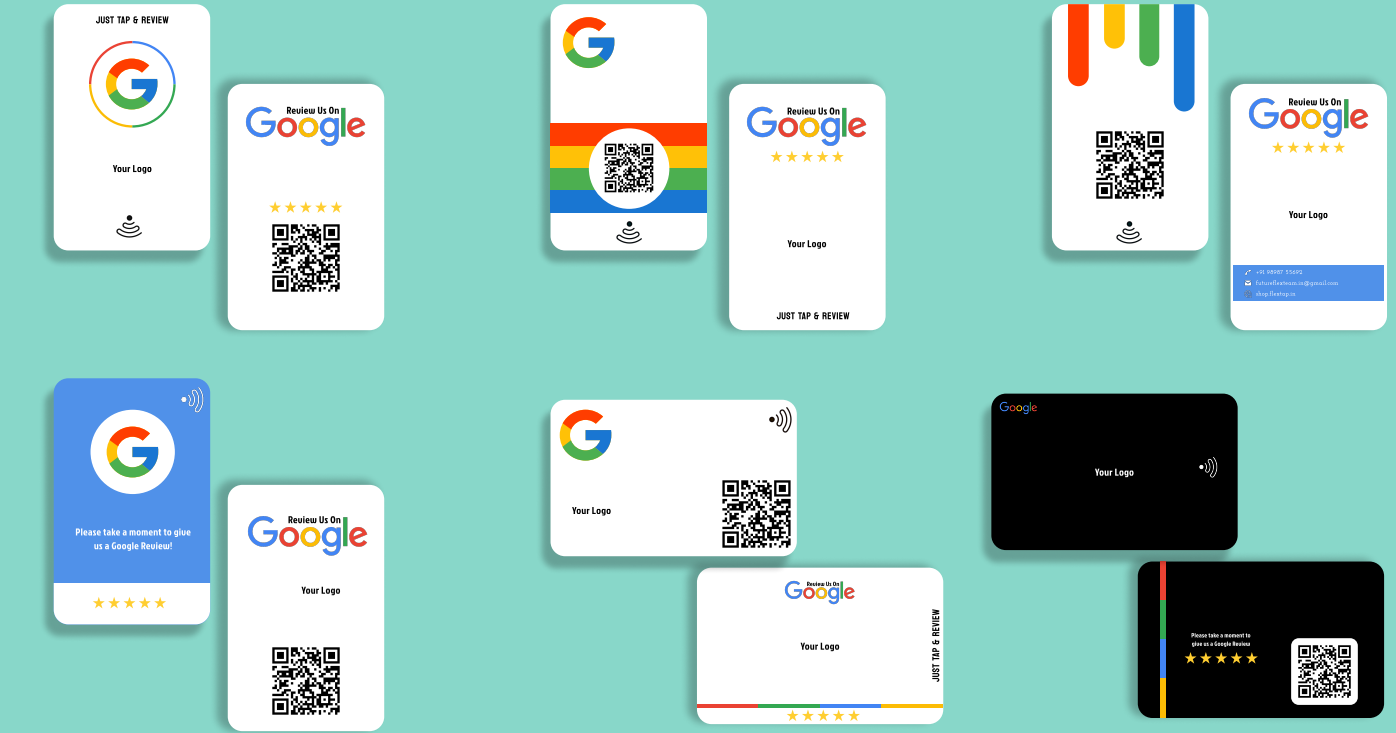 JUST TAP & REVIEW
Your Logo
Review Us On
Google
Review Us On
Google
Your Logo
JUST TAP & REVIEW
Review Us On
Google
Your Logo
+91 98987 55692
futureflexteam.in@gmail.com
shop.flextap.in
Please take a moment to give
us a Google Review!
Review Us On
Google
Your Logo
Your Logo
Review Us On
Google
Your Logo
JUST TAP & REVIEW
Google
Your Logo
Please take a moment to
give us a Google Review